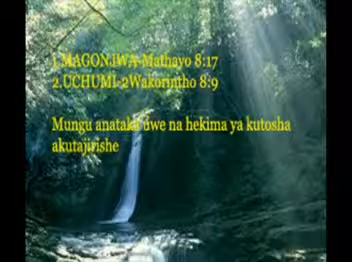 1.MAGONJWA-Mathayo 8:17
2.UCHUMI-2Wakorintho 8:9
Mungu anataka uwe na hekima ya kutosha
akutajirishe